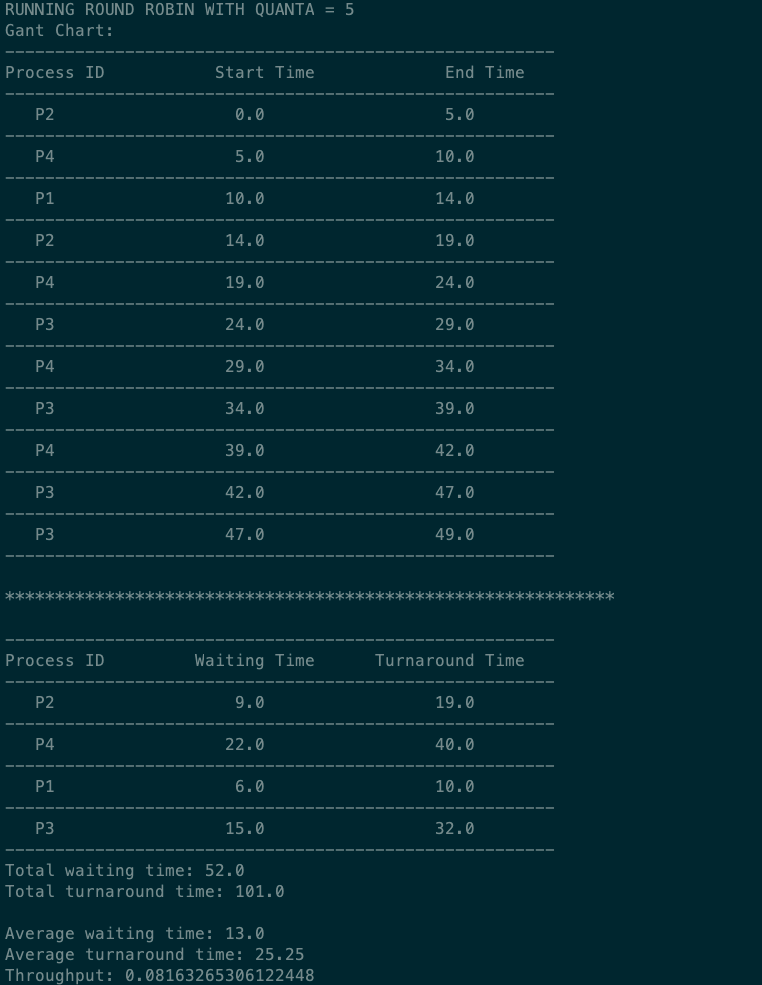 RUNNING ROUND ROBIN WITH QUANTA = 5
Gant Chart:
-------------------------------------------------------
Process ID           Start Time             End Time
-------------------------------------------------------
   P2                  0.0                  5.0
-------------------------------------------------------
   P4                  5.0                 10.0
-------------------------------------------------------
   P1                 10.0                 14.0
-------------------------------------------------------
   P2                 14.0                 19.0
-------------------------------------------------------
   P4                 19.0                 24.0
-------------------------------------------------------
   P3                 24.0                 29.0
-------------------------------------------------------
   P4                 29.0                 34.0
-------------------------------------------------------
   P3                 34.0                 39.0
-------------------------------------------------------
   P4                 39.0                 42.0
-------------------------------------------------------
   P3                 42.0                 47.0
-------------------------------------------------------
   P3                 47.0                 49.0
-------------------------------------------------------
*************************************************************
-------------------------------------------------------
Process ID         Waiting Time      Turnaround Time
-------------------------------------------------------
   P2                  9.0                 19.0
-------------------------------------------------------
   P4                 22.0                 40.0
-------------------------------------------------------
   P1                  6.0                 10.0
-------------------------------------------------------
   P3                 15.0                 32.0
-------------------------------------------------------
Total waiting time: 52.0
Total turnaround time: 101.0
Average waiting time: 13.0
Average turnaround time: 25.25
Throughput: 0.08163265306122448